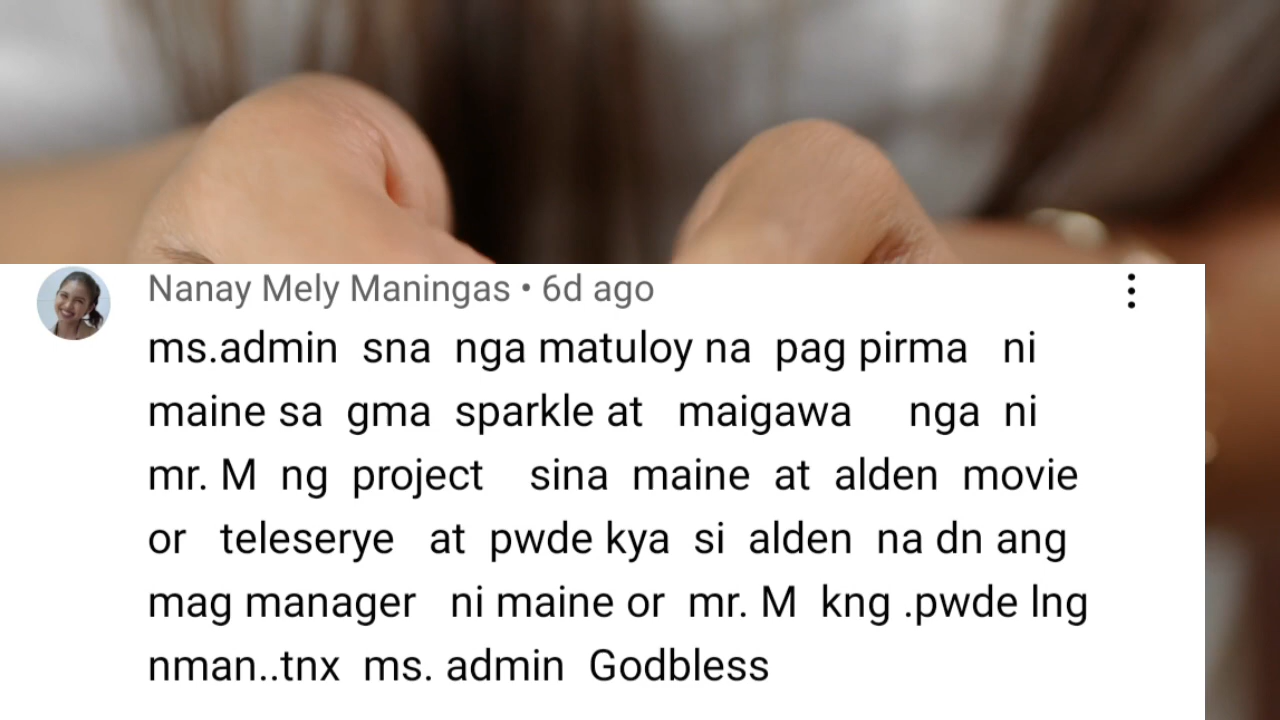 Nanay Mely Maningas • 6d ago
ms.admin sna nga matuloy na pag pirma ni
maine sa gma sparkle at maigawa nga ni
mr. M ng project sina maine at alden movie
or teleserye at pwde kya si alden na dn ang
mag manager ni maine or mr. M kng .pwde lng
nman..tnx ms. admin Godbless